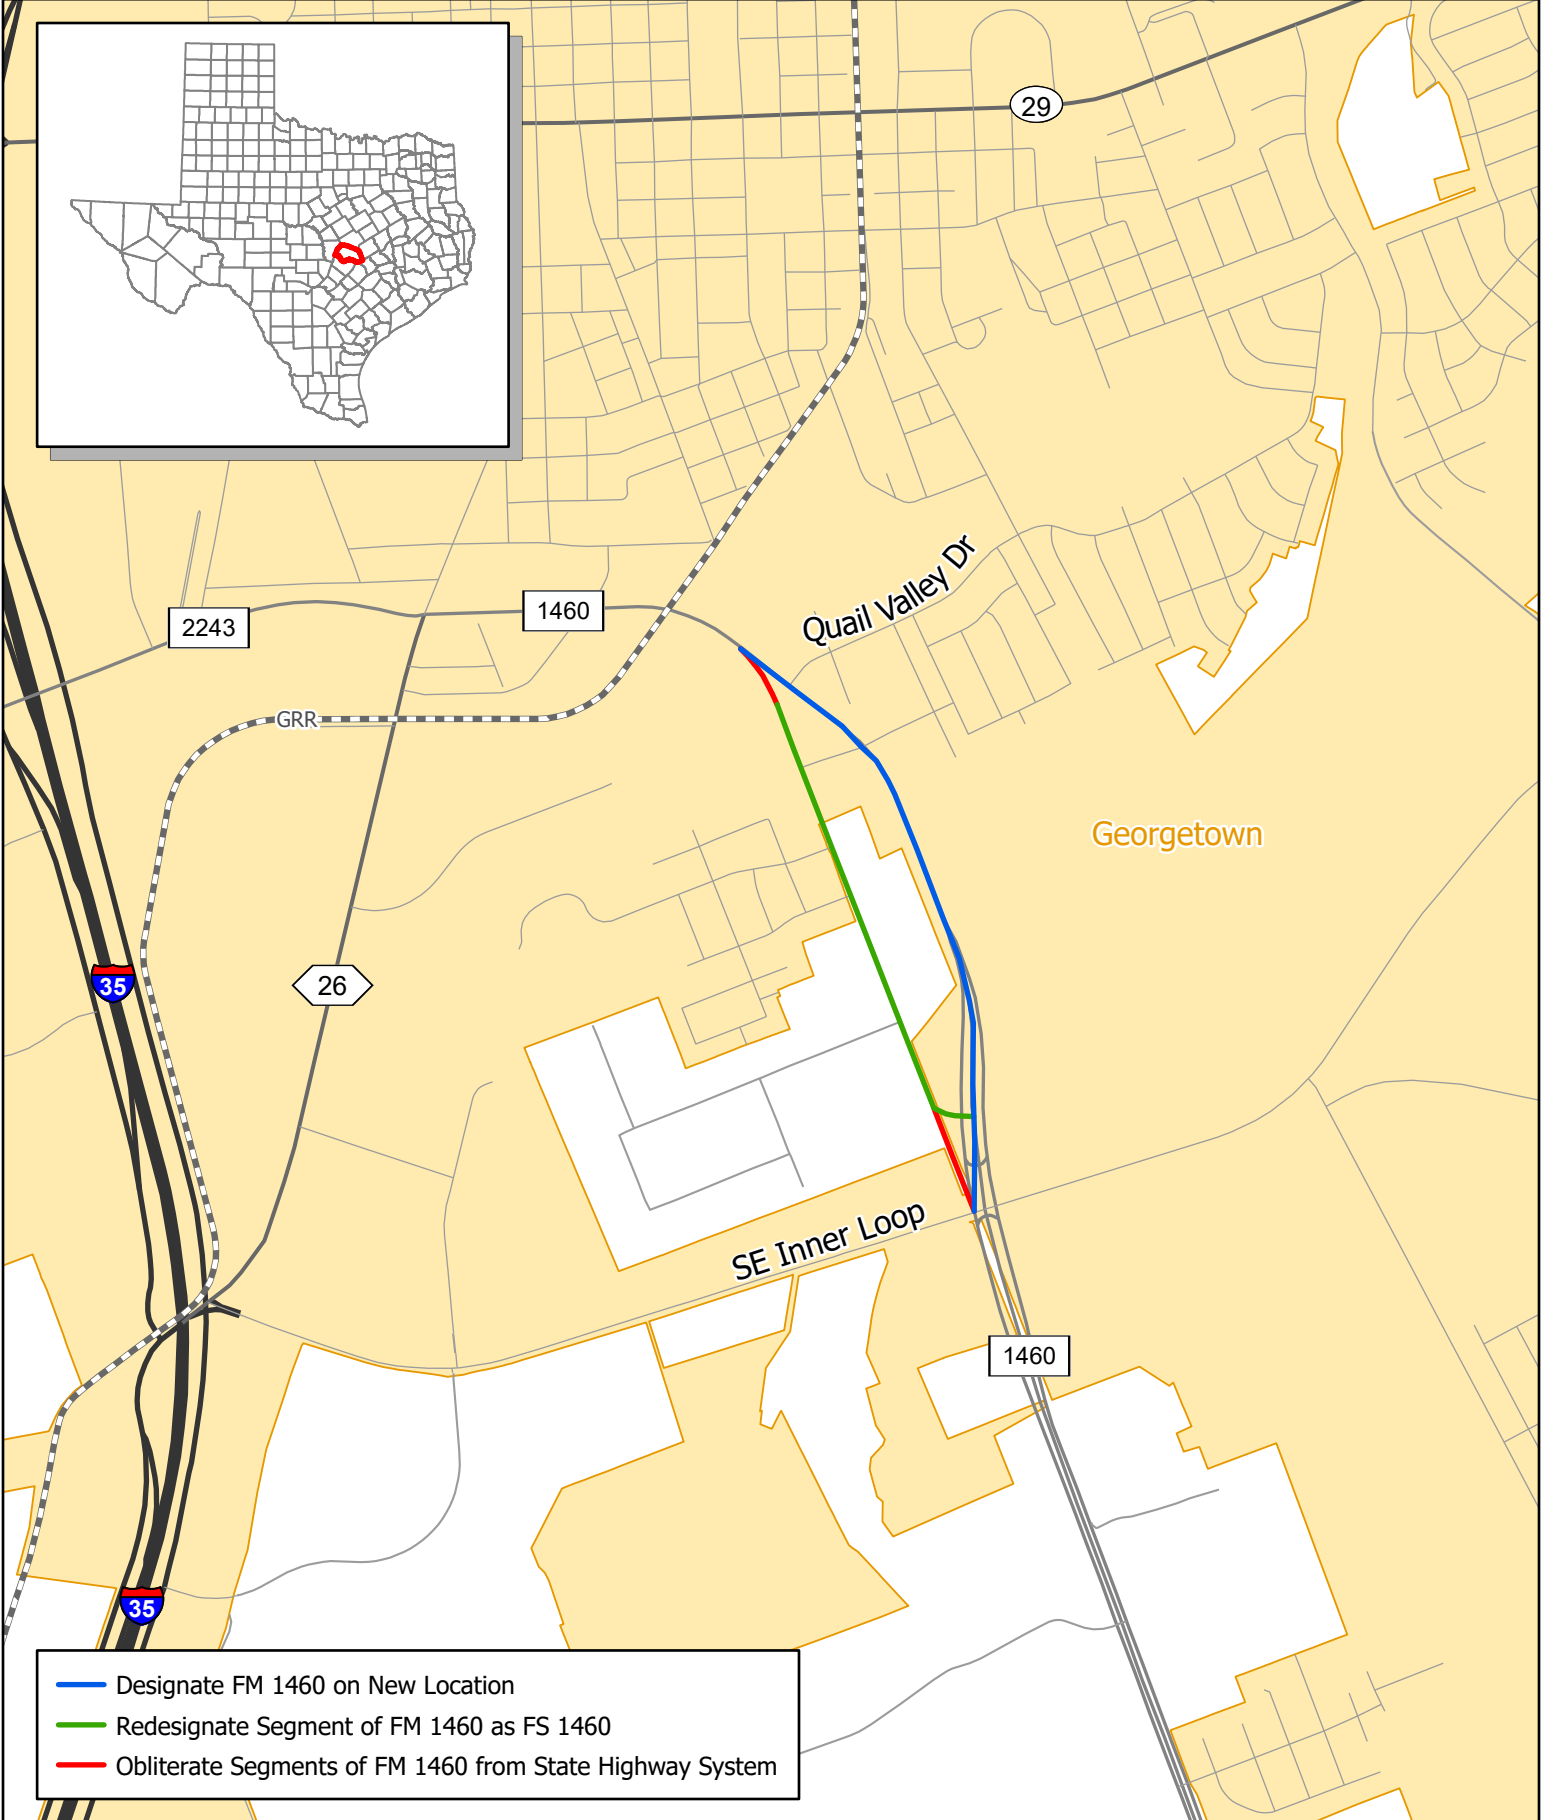 29
Quail Valley Dr
1460
2243
GRR
Georgetown
35
26
SE Inner Loop
1460
35
Designate FM 1460 on New Location
Redesignate Segment of FM 1460 as FS 1460
Obliterate Segments of FM 1460 from State Highway System